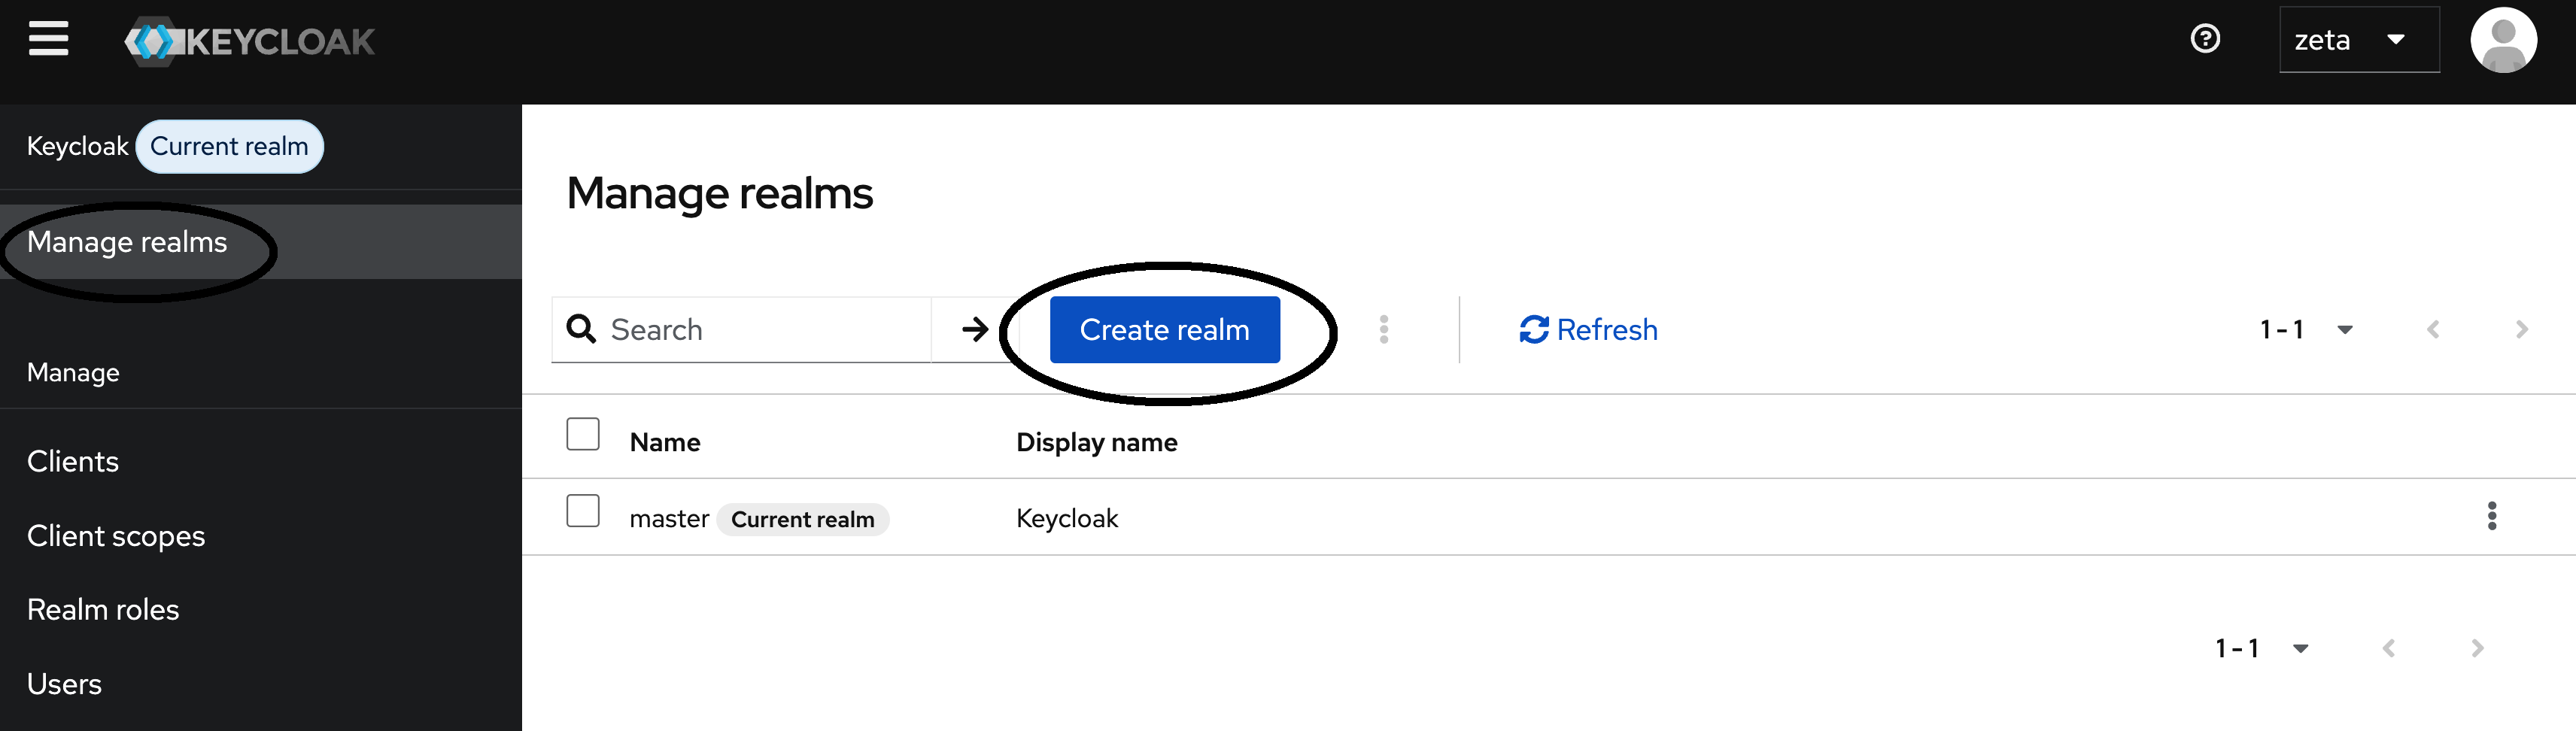 KEYCLOAK
zeta
Keycloak Current realm
Manage realms
Manage
Clients
Client scopes
Realm roles
Users
Manage realms
Search
Create realm
Refresh
1 - 1
Name Display name
master Current realm Keycloak
1 - 1